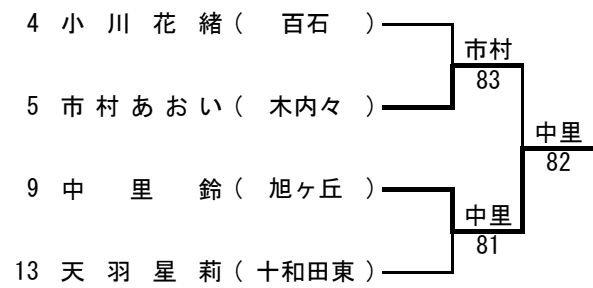 4 小川花緒 ( 百石 )
市村
83
5 市村あおい ( 木内々 )
中里
82
9 中里鈴 ( 旭ヶ丘 )
中里
81
13 天羽星莉 ( 十和田東 )